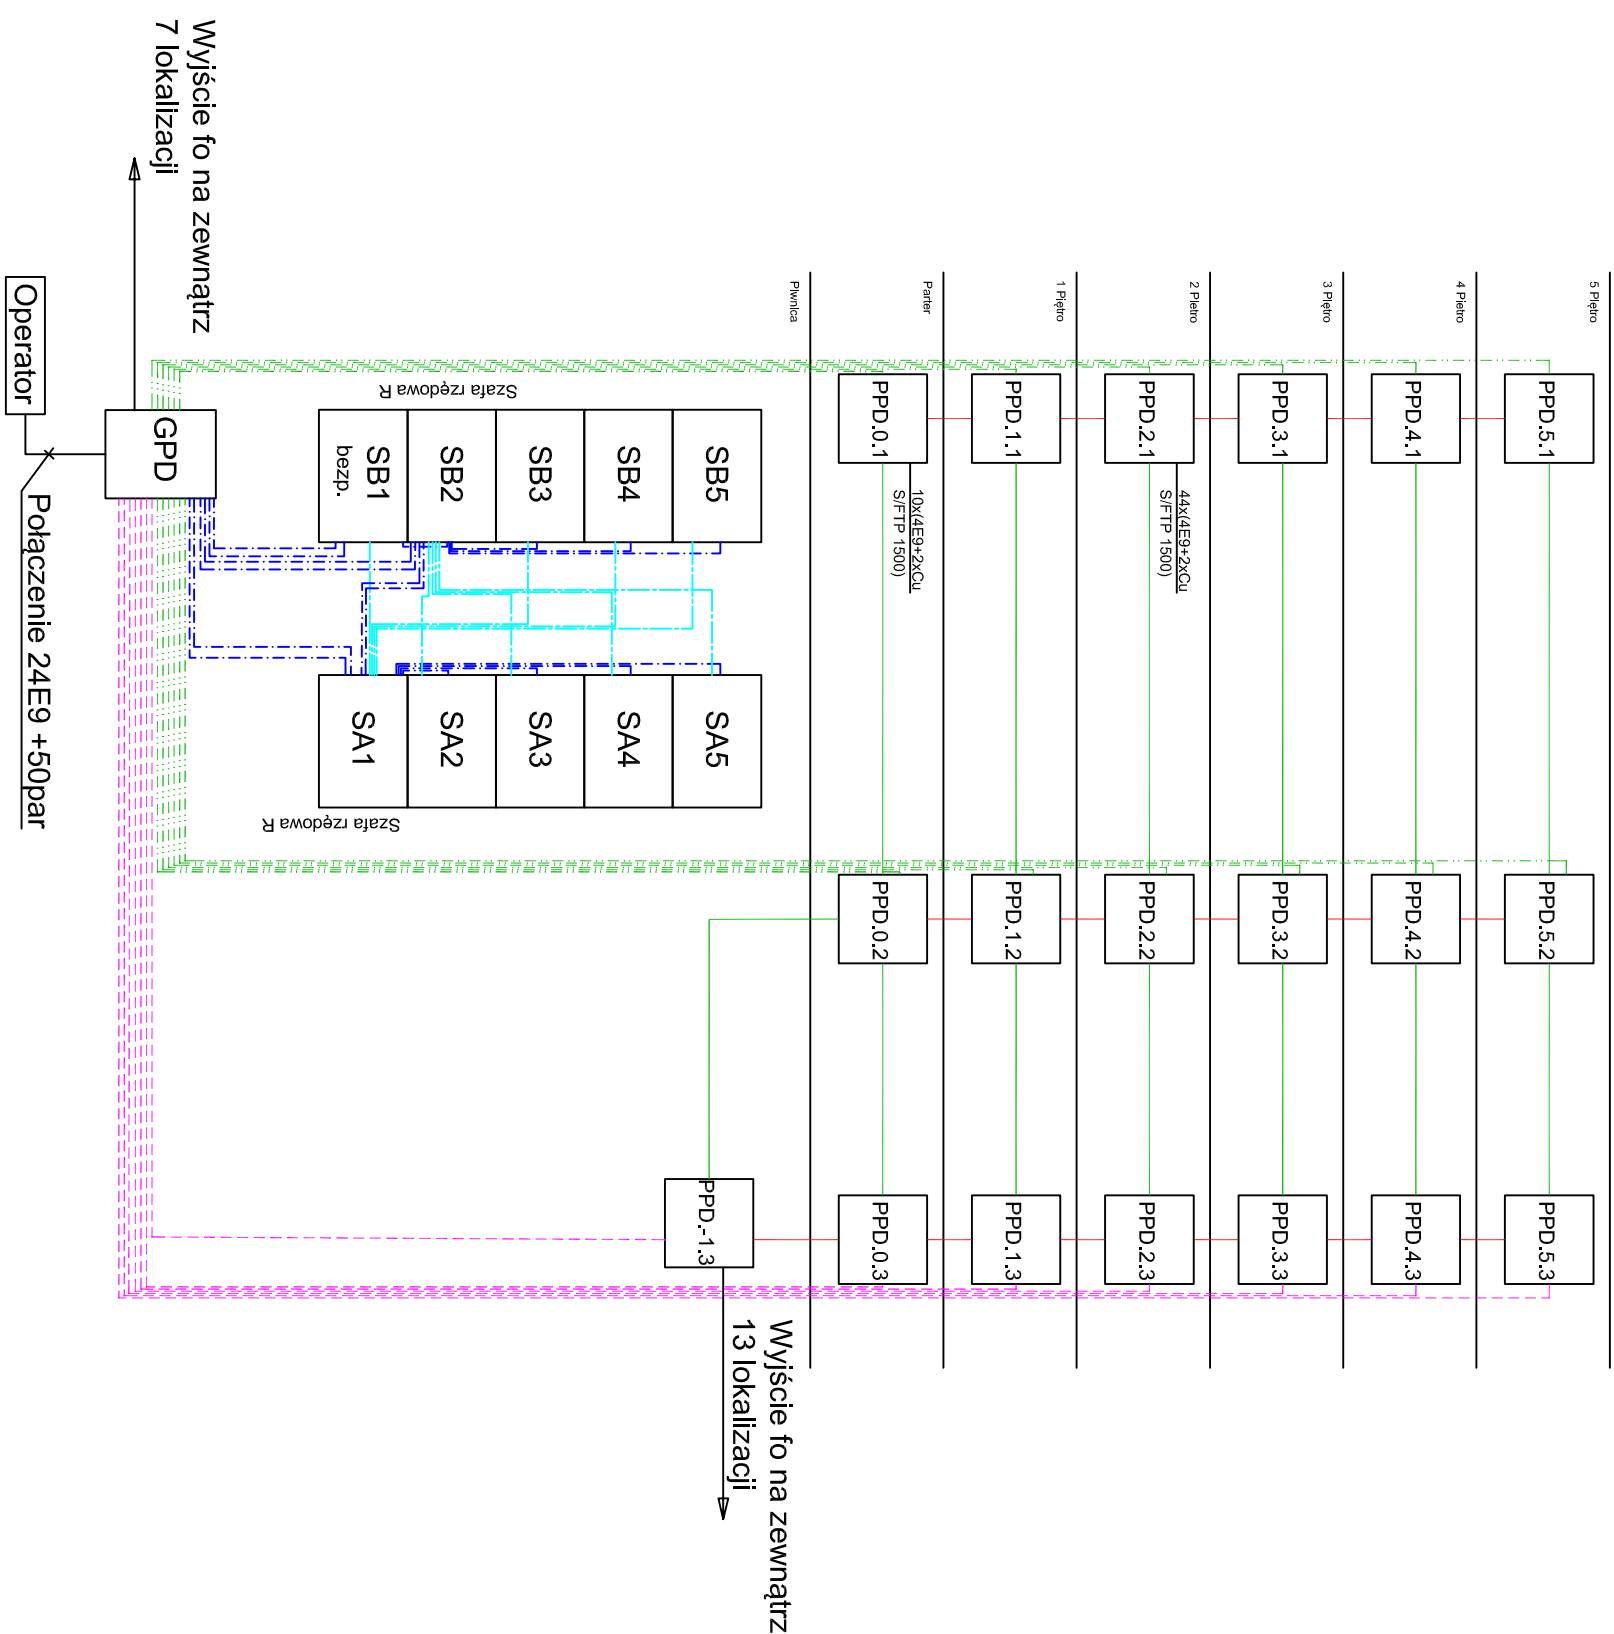 5 Piętro
PPD.5.1
PPD.5.2
PPD.5.3
4 Pietro
PPD.4.1
PPD.4.2
PPD.4.3
3 Piętro
PPD.3.1
PPD.3.2
PPD.3.3
2 Pietro
PPD.2.1
44x(4E9+2xCu
S/FTP 1500)
PPD.2.2
PPD.2.3
1 Piętro
PPD.1.1
PPD.1.2
PPD.1.3
Parter
PPD.0.1
10x(4E9+2xCu
S/FTP 1500)
PPD.0.2
PPD.0.3
Piwnica
PPD.-1.3
Wyjście fo na zewnątrz
13 lokalizacji
SB5
SB4
SB3
SB2
SB1
bezp.
Szafa rzędowa R
SA5
SA4
SA3
SA2
SA1
Szafa rzędowa R
Wyjście fo na zewnątrz
7 lokalizacji
GPD
Operator
Połączenie 24E9 +50par